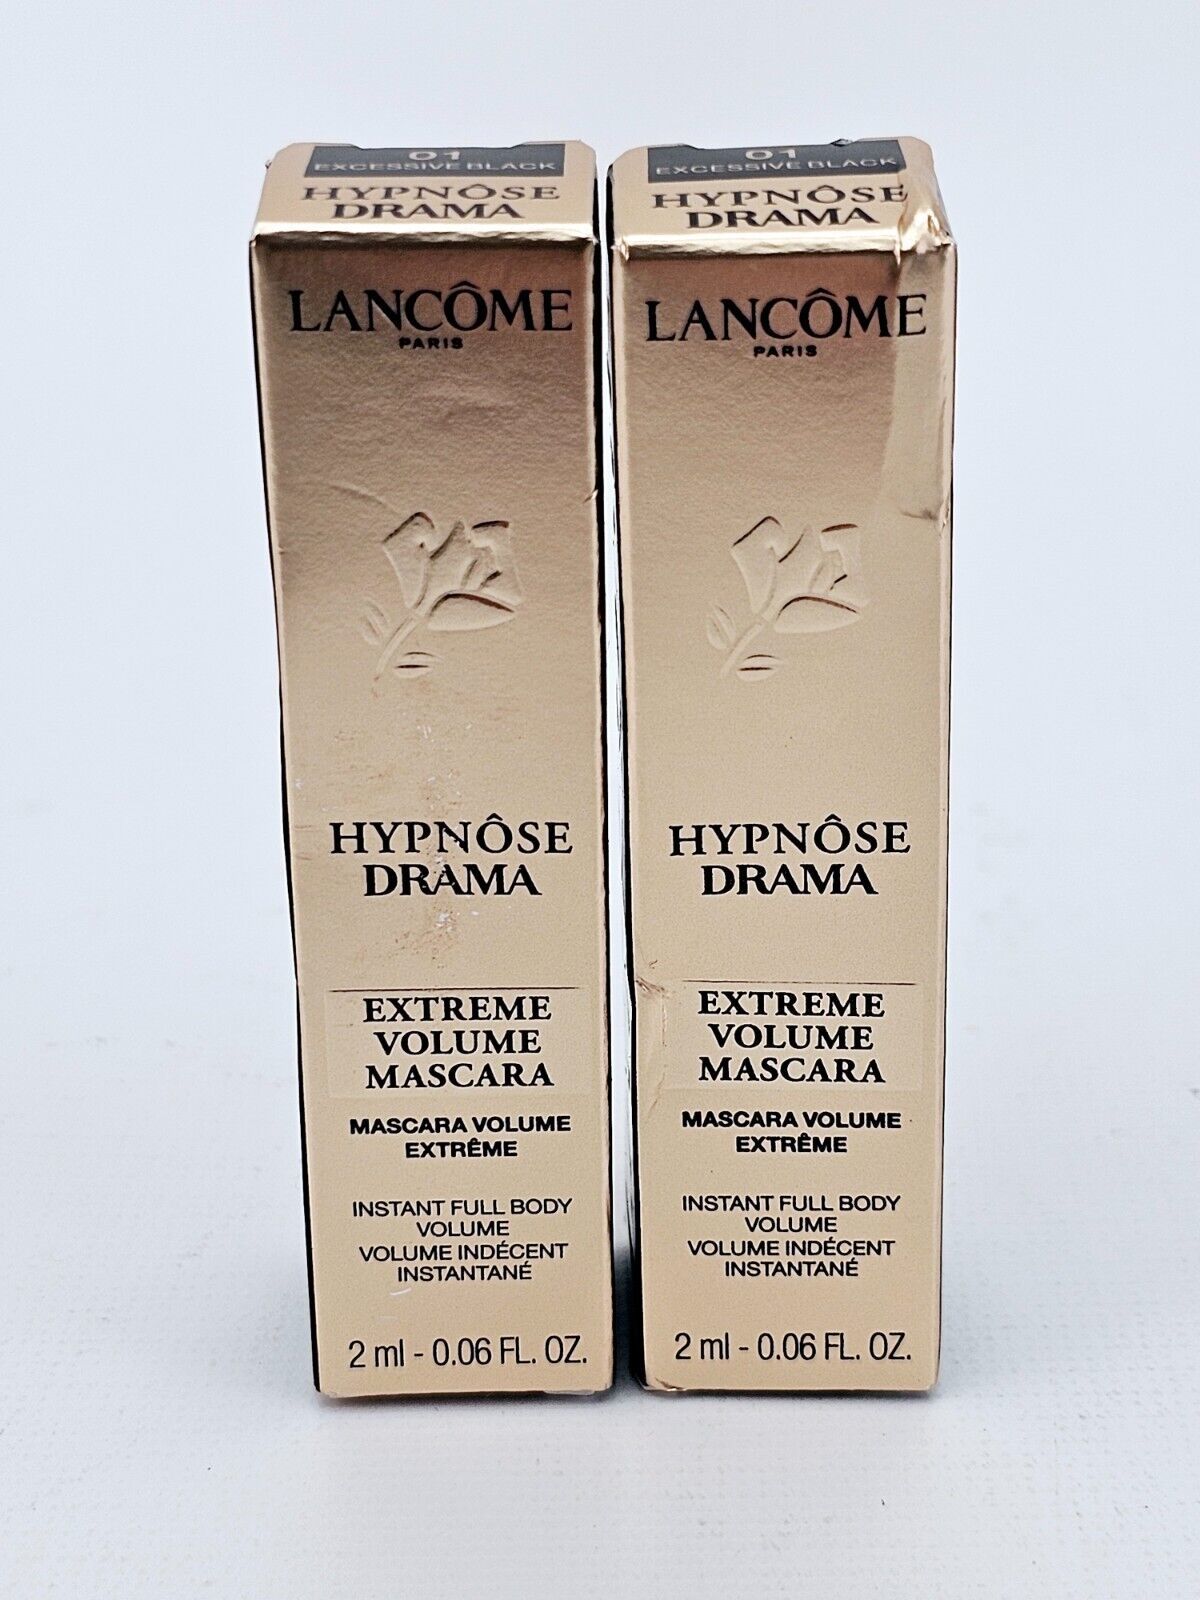 01
EXCESSIVE BLACK
HYPNÔSE
DRAMA
LANCÔME
PARIS
HYPNÔSE
DRAMA
EXTREME
VOLUME
MASCARA
MASCARA VOLUME
EXTRÊME
INSTANT FULL BODY
VOLUME
VOLUME INDÉCENT
INSTANTANÉ
2 ml - 0.06 FL. OZ.
01
EXCESSIVE BLACK
HYPNÔSE
DRAMA
LANCÔME
PARIS
HYPNÔSE
DRAMA
EXTREME
VOLUME
MASCARA
MASCARA VOLUME
EXTRÊME
INSTANT FULL BODY
VOLUME
VOLUME INDÉCENT
INSTANTANÉ
2 ml - 0.06 FL. OZ.